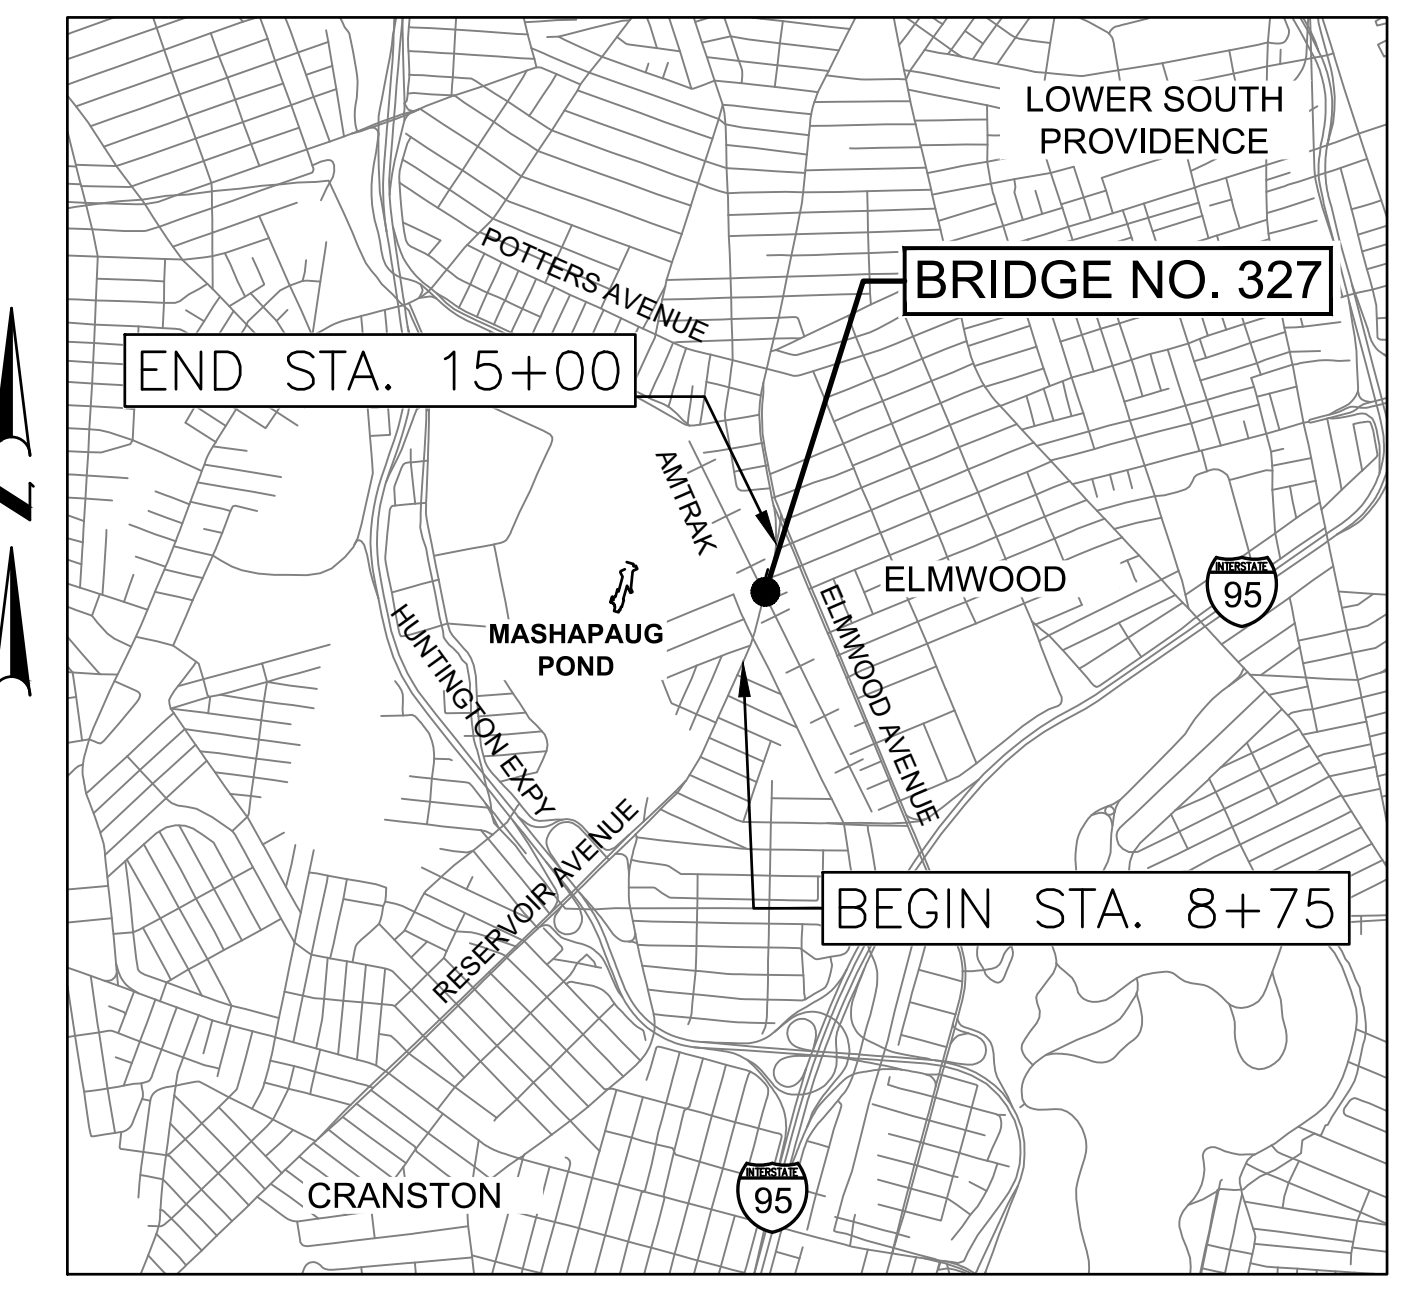 LOWER SOUTH
PROVIDENCE
POTTERS AVENUE
BRIDGE NO. 327
END STA. 15+00
AMTRAK
N
ELMWOOD
INTERSTATE
95
ELMWOOD AVENUE
MASHAPAUG
POND
HUNTINGTON EXPY
RESERVOIR AVENUE
BEGIN STA. 8+75
CRANSTON
INTERSTATE
95